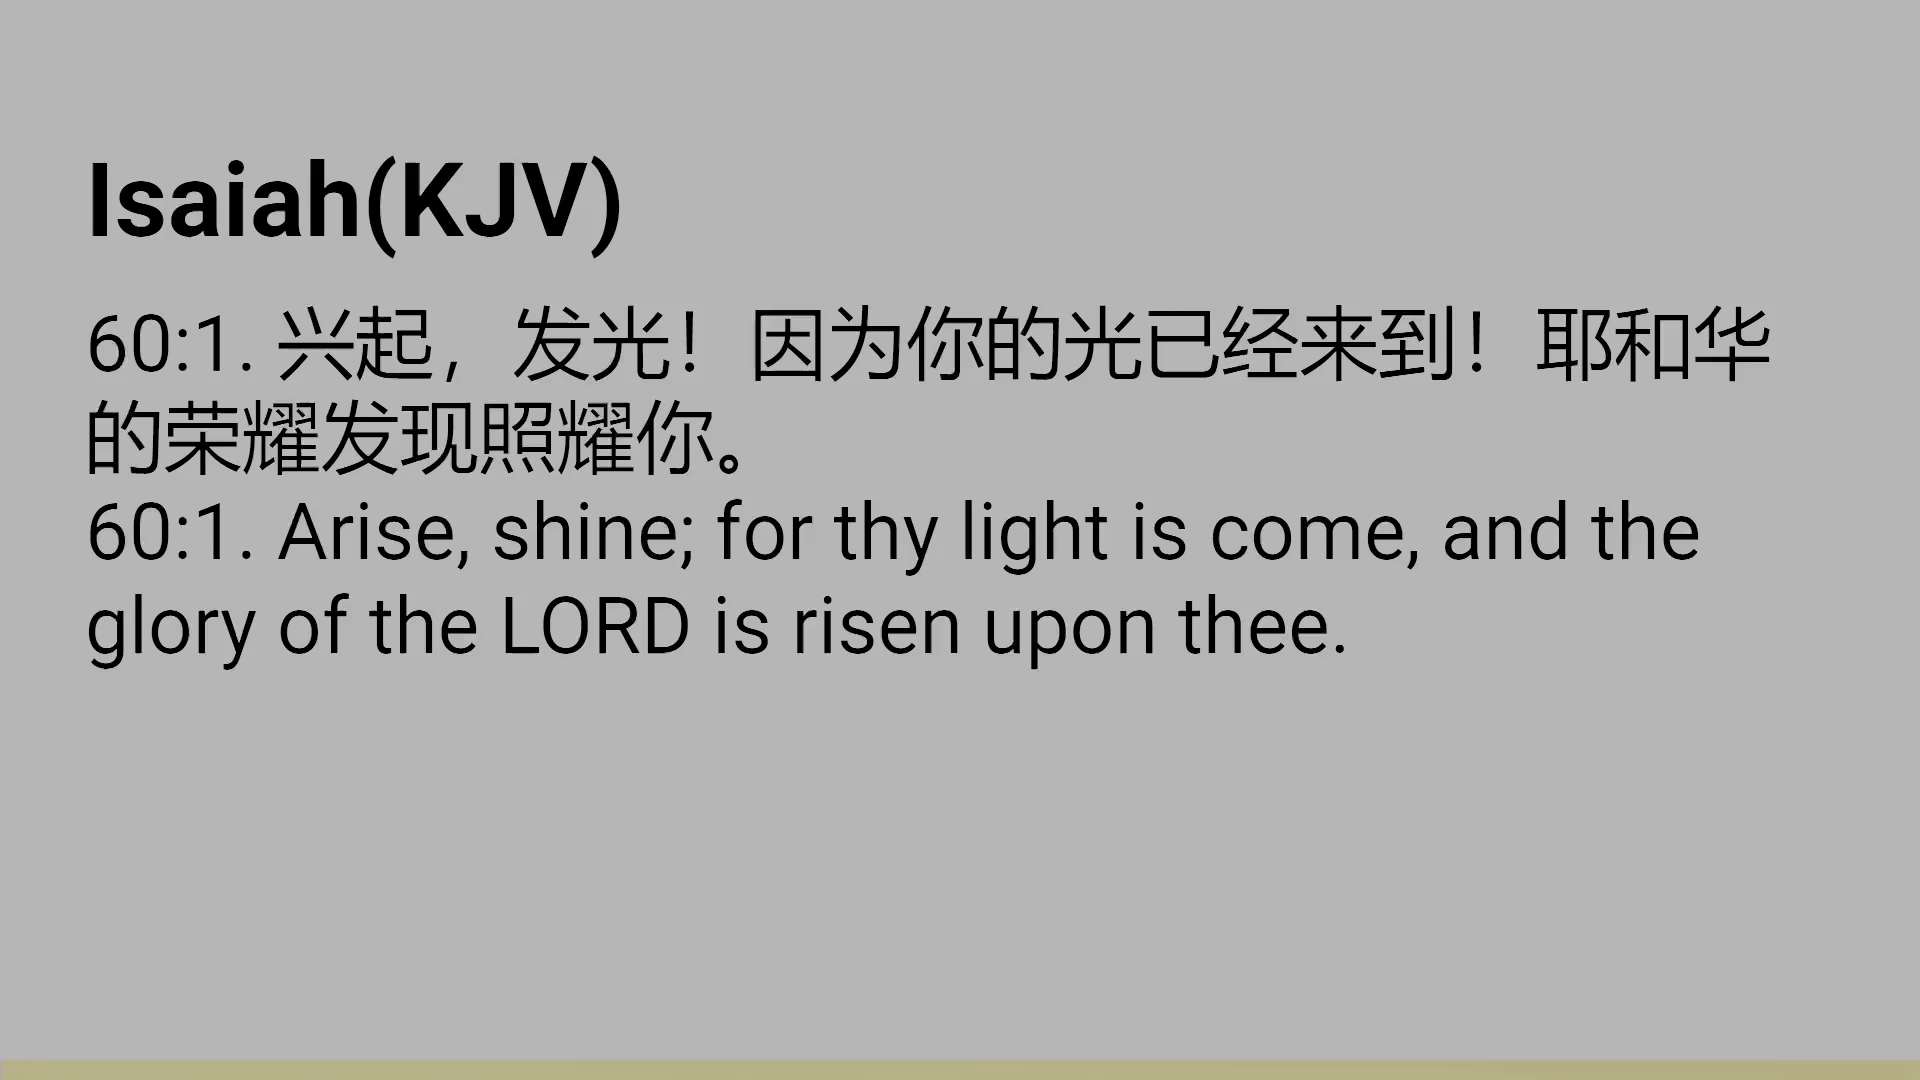 Isaiah(KJV)
60:1. 兴起，发光！因为你的光已经来到！耶和华
的荣耀发现照耀你。
60:1. Arise, shine; for thy light is come, and the
glory of the LORD is risen upon thee.